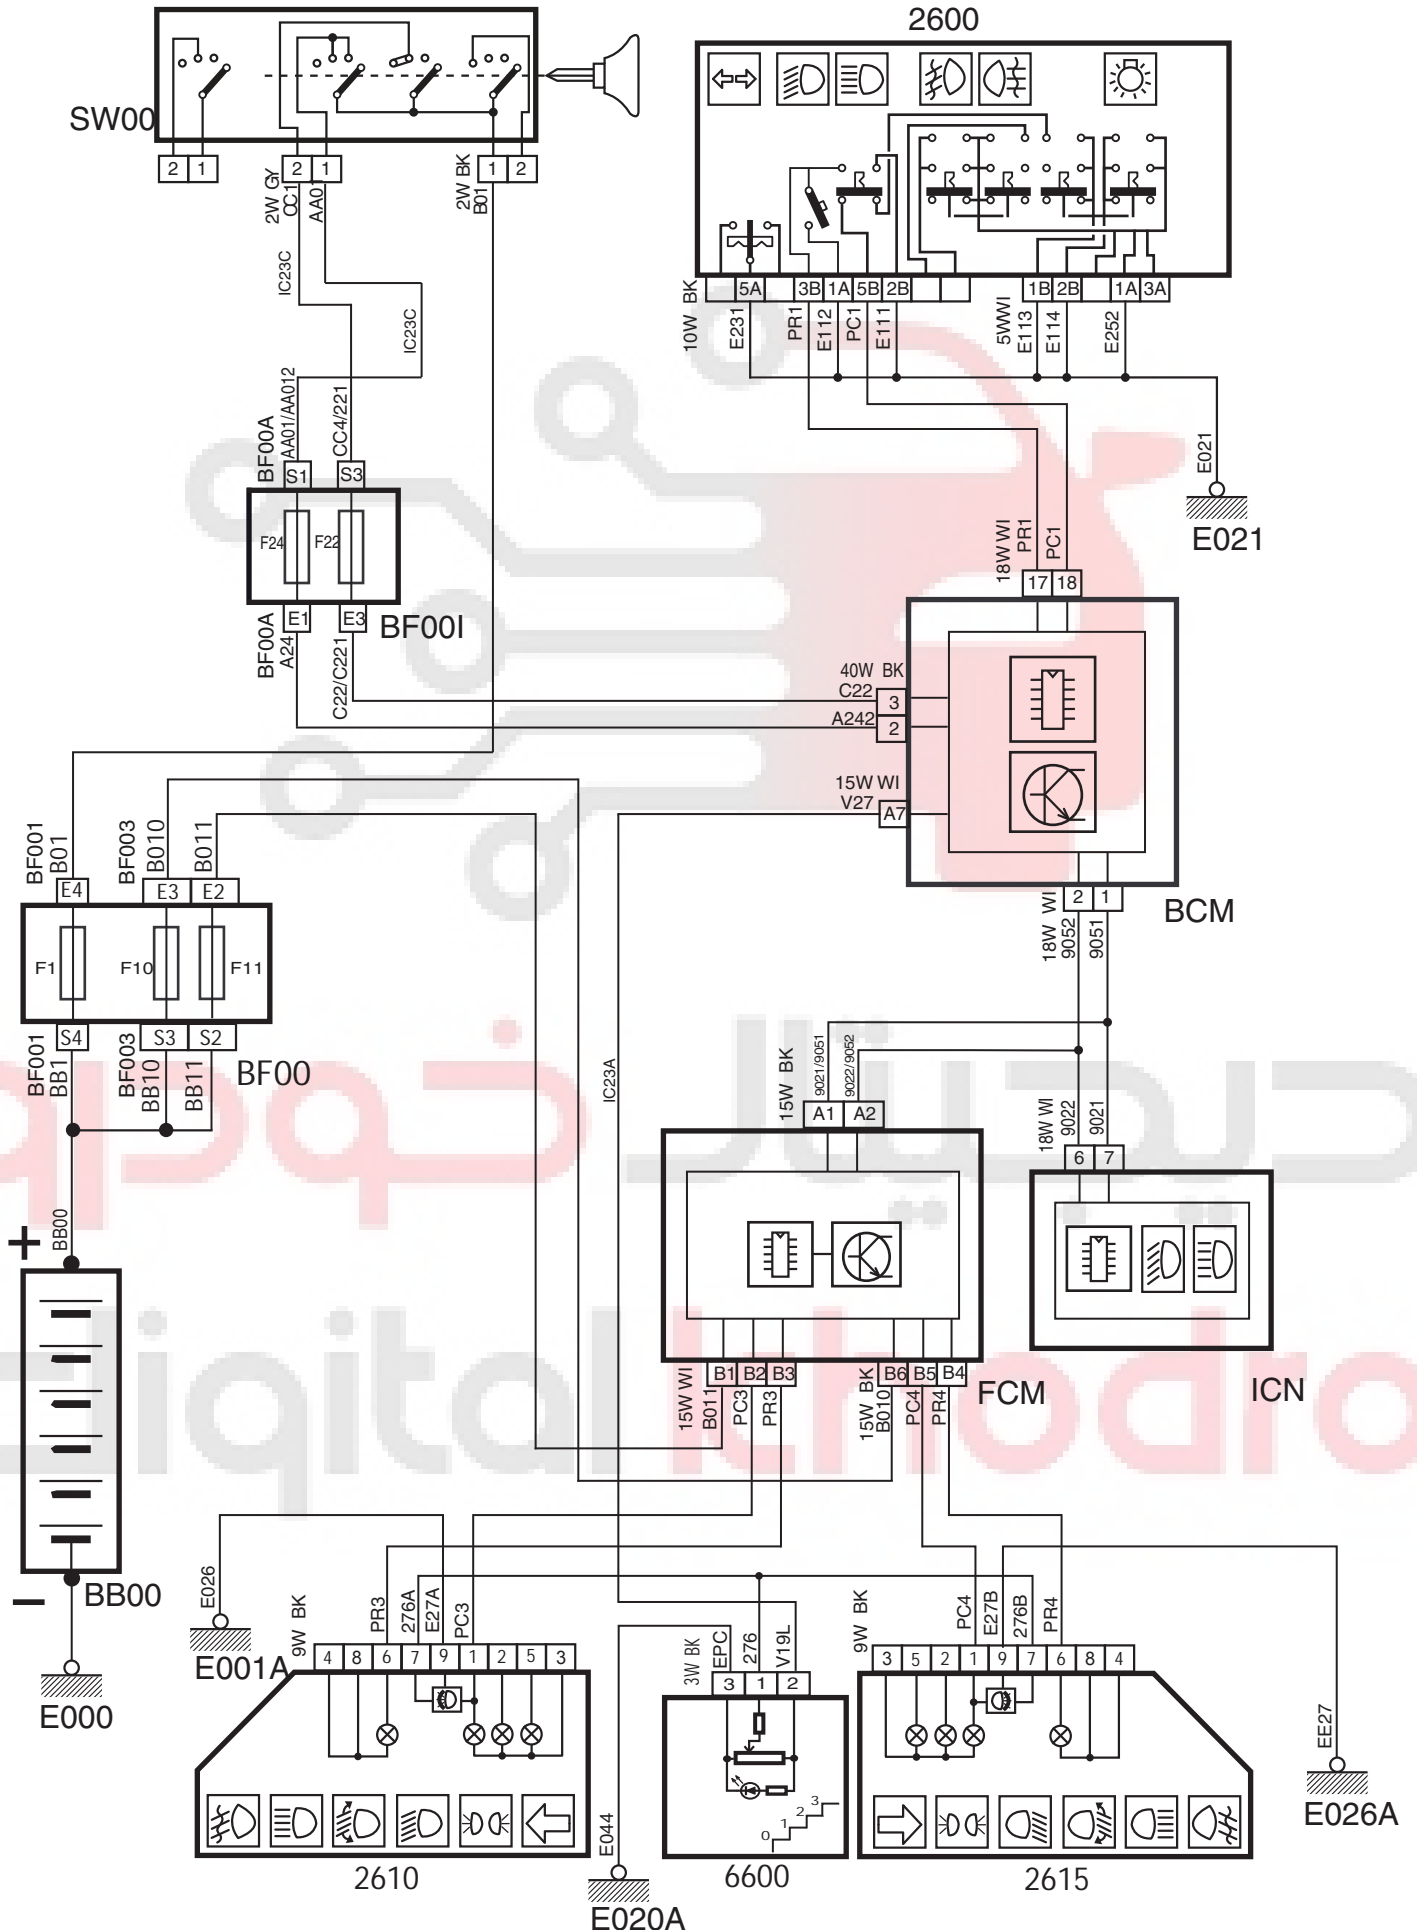 2600
SW00
2 1
2 1
1 2
2W GY
CC1
AA01
2W BK
B01
IC23C
IC23C
5A 3B 1A 5B 2B
1B 2B 1A 3A
10W BK
E231
PR1
E112
PC1
E111
5WWI
E113
E114
E252
E021
E021
BF00A
AA01/AA012
CC4/221
S1 S3
F24 F22
E1 E3
BF00I
BF00A
A24
C22/C221
18W WI
PR1
PC1
17 18
40W BK
C22
3
A242
2
15W WI
V27
A7
BCM
2 1
18W WI
9052
9051
BF001
B01
BF003
B010
B011
E4 E3 E2
F1 F10 F11
S4 S3 S2
BF00
BF001
BB1
BF003
BB10
BB11
IC23A
15W BK
9021/9051
9022/9052
A1 A2
18W WI
9022
9021
6 7
دیجیتال خودرو
BB00
+
B1 B2 B3
B6 B5 B4
FCM
ICN
15W WI
B011
PC3
PR3
15W BK
B010
PC4
PR4
Digital khodro
−
BB00
E000
E026
E001A
9W BK
PR3
276A
E27A
PC3
4 8 6 7 9 1 2 5 3
3W BK
EPC
276
V19L
3 1 2
9W BK
PC4
E27B
276B
PR4
3 5 2 1 9 7 6 8 4
0 1 2 3
E044
E020A
EE27
E026A
2610
6600
2615